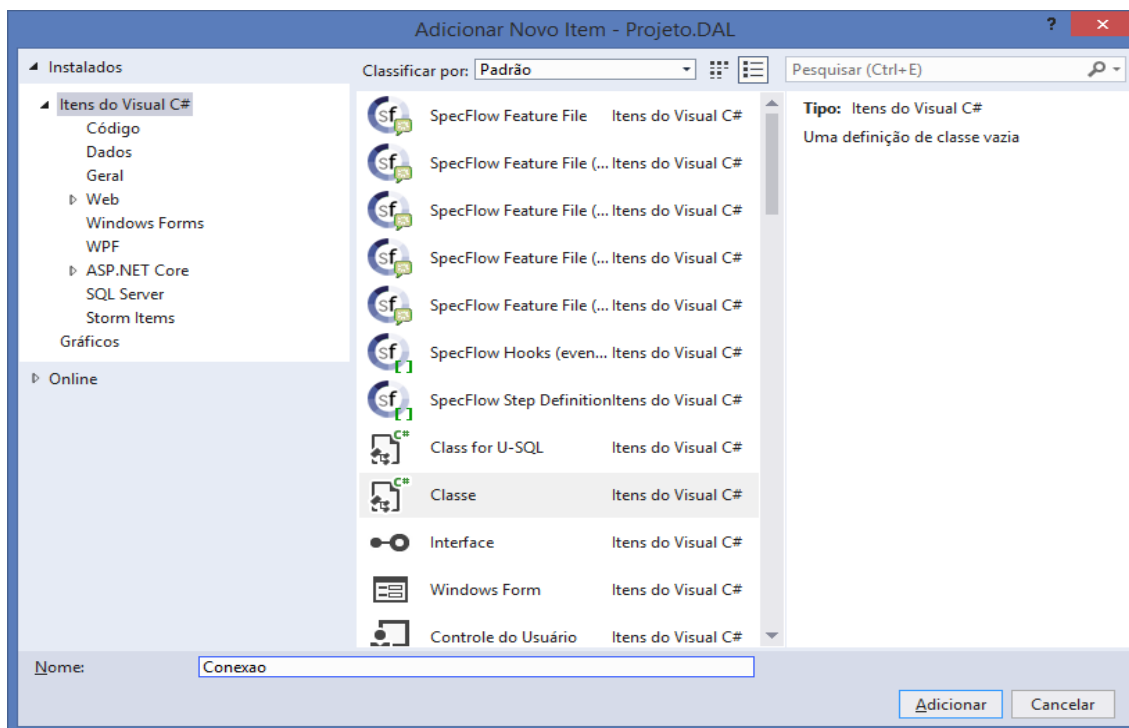 Adicionar Novo Item - Projeto.DAL
?
Instalados
Classificar por: Padrão
Pesquisar (Ctrl+E)
Itens do Visual C#
Código
Dados
Geral
Web
Windows Forms
WPF
ASP.NET Core
SQL Server
Storm Items
Gráficos
Online
SpecFlow Feature File Itens do Visual C#
SpecFlow Feature File (... Itens do Visual C#
SpecFlow Feature File (... Itens do Visual C#
SpecFlow Feature File (... Itens do Visual C#
SpecFlow Feature File (... Itens do Visual C#
SpecFlow Hooks (even... Itens do Visual C#
SpecFlow Step Definition Itens do Visual C#
Class for U-SQL Itens do Visual C#
Classe Itens do Visual C#
Interface Itens do Visual C#
Windows Form Itens do Visual C#
Controle do Usuário Itens do Visual C#
Tipo: Itens do Visual C#
Uma definição de classe vazia
Nome: Conexao
Adicionar Cancelar